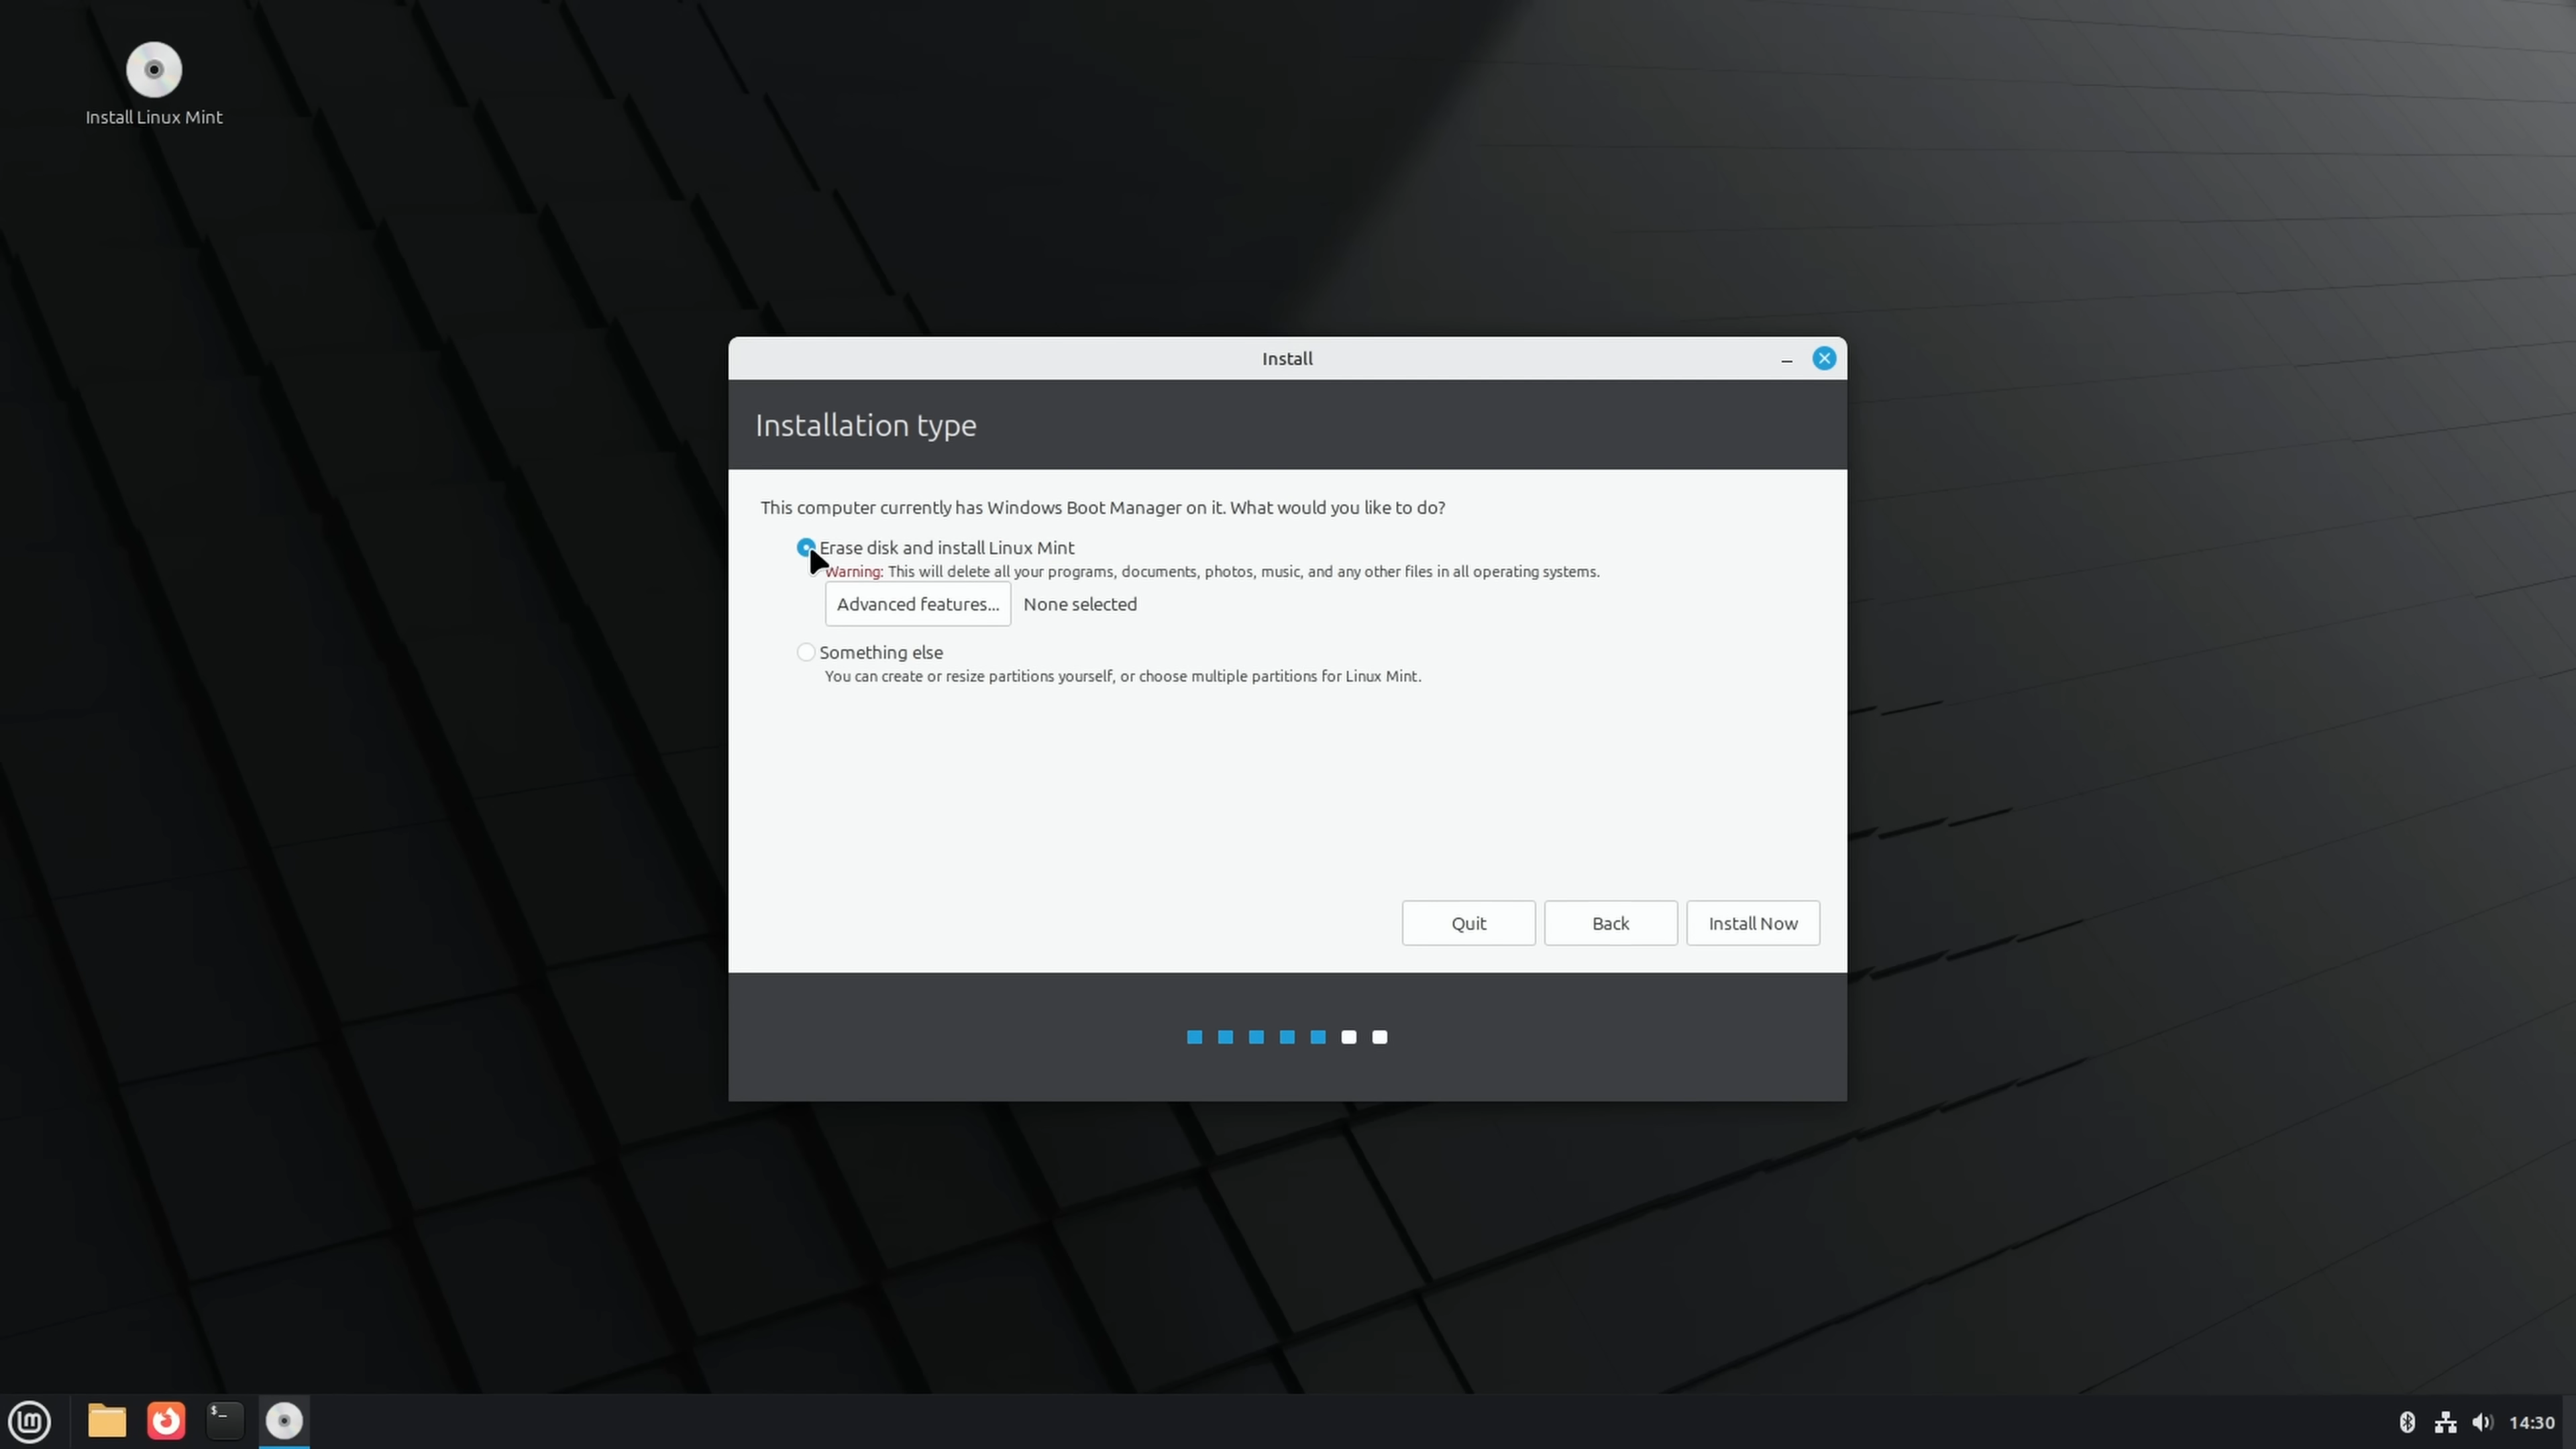 Install Linux Mint
Install
Installation type
This computer currently has Windows Boot Manager on it. What would you like to do?
Erase disk and install Linux Mint
Warning: This will delete all your programs, documents, photos, music, and any other files in all operating systems.
Advanced features... None selected
Something else
You can create or resize partitions yourself, or choose multiple partitions for Linux Mint.
Quit Back Install Now
$_
14:30